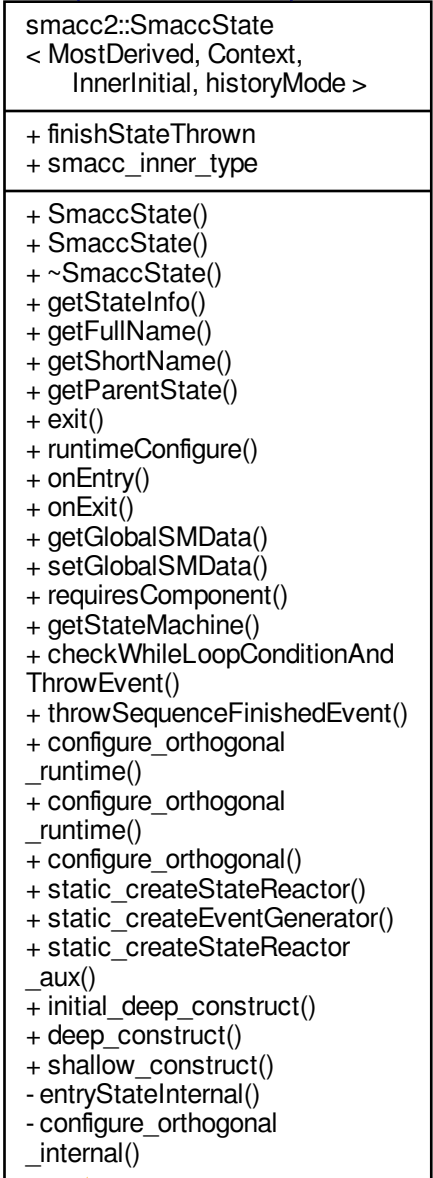 smacc2::SmaccState
< MostDerived, Context,
InnerInitial, historyMode >
+ finishStateThrown
+ smacc_inner_type
+ SmaccState()
+ SmaccState()
+ ~SmaccState()
+ getStateInfo()
+ getFullName()
+ getShortName()
+ getParentState()
+ exit()
+ runtimeConfigure()
+ onEntry()
+ onExit()
+ getGlobalSMData()
+ setGlobalSMData()
+ requiresComponent()
+ getStateMachine()
+ checkWhileLoopConditionAnd
ThrowEvent()
+ throwSequenceFinishedEvent()
+ configure_orthogonal
_runtime()
+ configure_orthogonal
_runtime()
+ configure_orthogonal()
+ static_createStateReactor()
+ static_createEventGenerator()
+ static_createStateReactor
_aux()
+ initial_deep_construct()
+ deep_construct()
+ shallow_construct()
- entryStateInternal()
- configure_orthogonal
_internal()